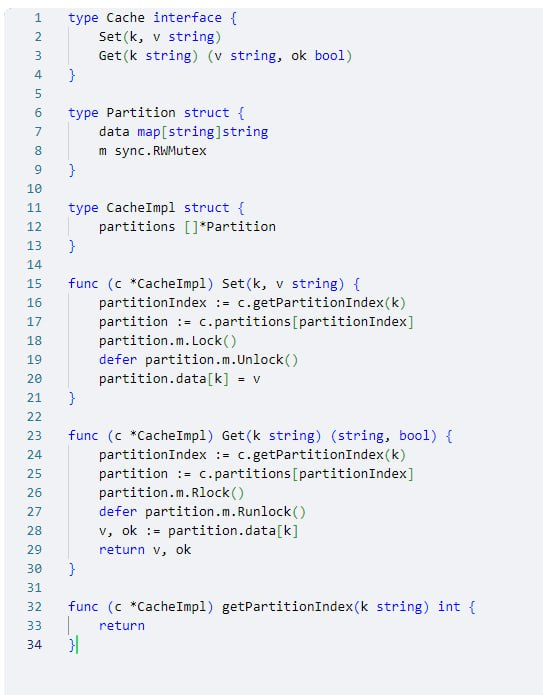 1 type Cache interface {
2     Set(k, v string)
3     Get(k string) (v string, ok bool)
4 }
5
6 type Partition struct {
7     data map[string]string
8     m sync.RWMutex
9 }
10
11 type CacheImpl struct {
12     partitions []*Partition
13 }
14
15 func (c *CacheImpl) Set(k, v string) {
16     partitionIndex := c.getPartitionIndex(k)
17     partition := c.partitions[partitionIndex]
18     partition.m.Lock()
19     defer partition.m.Unlock()
20     partition.data[k] = v
21 }
22
23 func (c *CacheImpl) Get(k string) (string, bool) {
24     partitionIndex := c.getPartitionIndex(k)
25     partition := c.partitions[partitionIndex]
26     partition.m.Rlock()
27     defer partition.m.Runlock()
28     v, ok := partition.data[k]
29     return v, ok
30 }
31
32 func (c *CacheImpl) getPartitionIndex(k string) int {
33     return
34 }